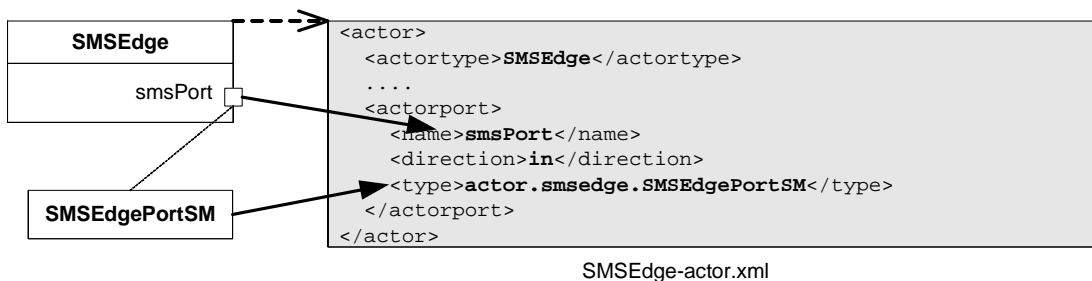 SMSEdge
smsPort
SMSEdgePortSM
<actor>
<actortype>SMSEdge</actortype>
....
<actorport>
<name>smsPort</name>
<direction>in</direction>
<type>actor.smsedge.SMSEdgePortSM</type>
</actorport>
</actor>
SMSEdge-actor.xml